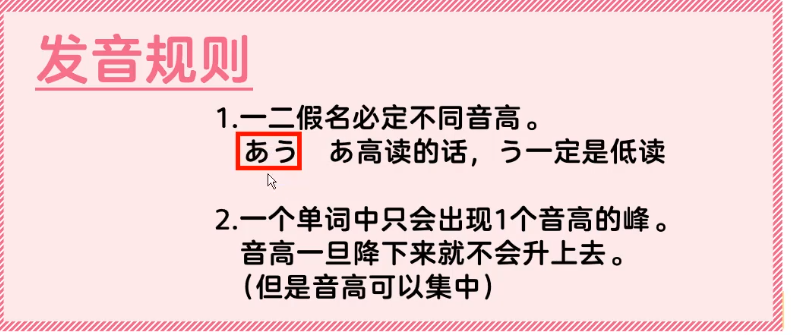 发音规则
1.一二假名必定不同音高。
あう あ高读的话，う一定是低读
2.一个单词中只会出现1个音高的峰。
音高一旦降下来就不会升上去。
（但是音高可以集中）